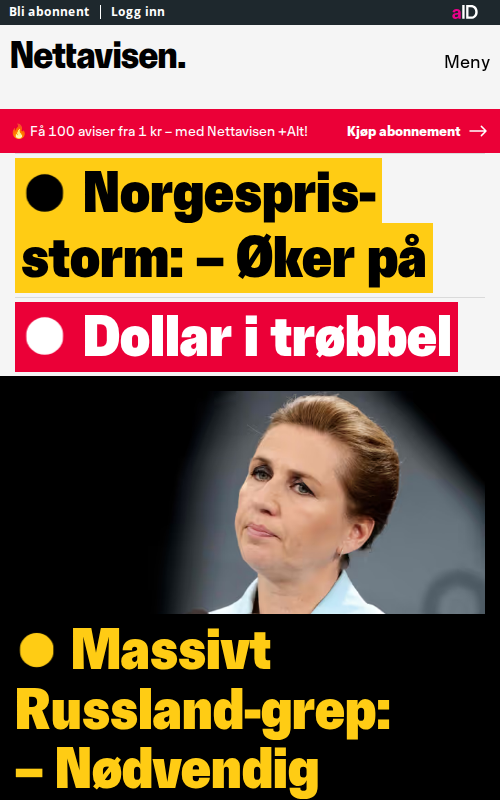 Bli abonnent | Logg inn
aID
Nettavisen.
Meny
🔥 Få 100 aviser fra 1 kr – med Nettavisen +Alt!
Kjøp abonnement →
● Norgespris-
storm: – Øker på
● Dollar i trøbbel
● Massivt
Russland-grep:
– Nødvendig